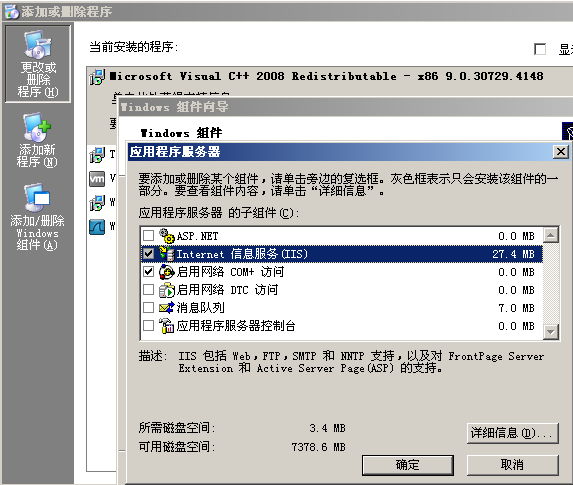 添加或删除程序
更改或
删除
程序(H)
添加新
程序(N)
添加/删除
Windows
组件(A)
当前安装的程序:
Microsoft Visual C++ 2008 Redistributable - x86 9.0.30729.4148
Windows 组件向导
Windows 组件
应用程序服务器
要添加或删除某个组件，请单击旁边的复选框。灰色框表示只会安装该组件的一
部分。要查看组件内容，请单击“详细信息”。
应用程序服务器 的子组件(C):
ASP.NET 0.0 MB
Internet 信息服务(IIS) 27.4 MB
启用网络 COM+ 访问 0.0 MB
启用网络 DTC 访问 0.0 MB
消息队列 7.0 MB
应用程序服务器控制台 0.0 MB
描述: IIS 包括 Web，FTP，SMTP 和 NNTP 支持，以及对 FrontPage Server
Extension 和 Active Server Page(ASP) 的支持。
所需磁盘空间: 3.4 MB
可用磁盘空间: 7378.6 MB
详细信息(D)...
确定
取消